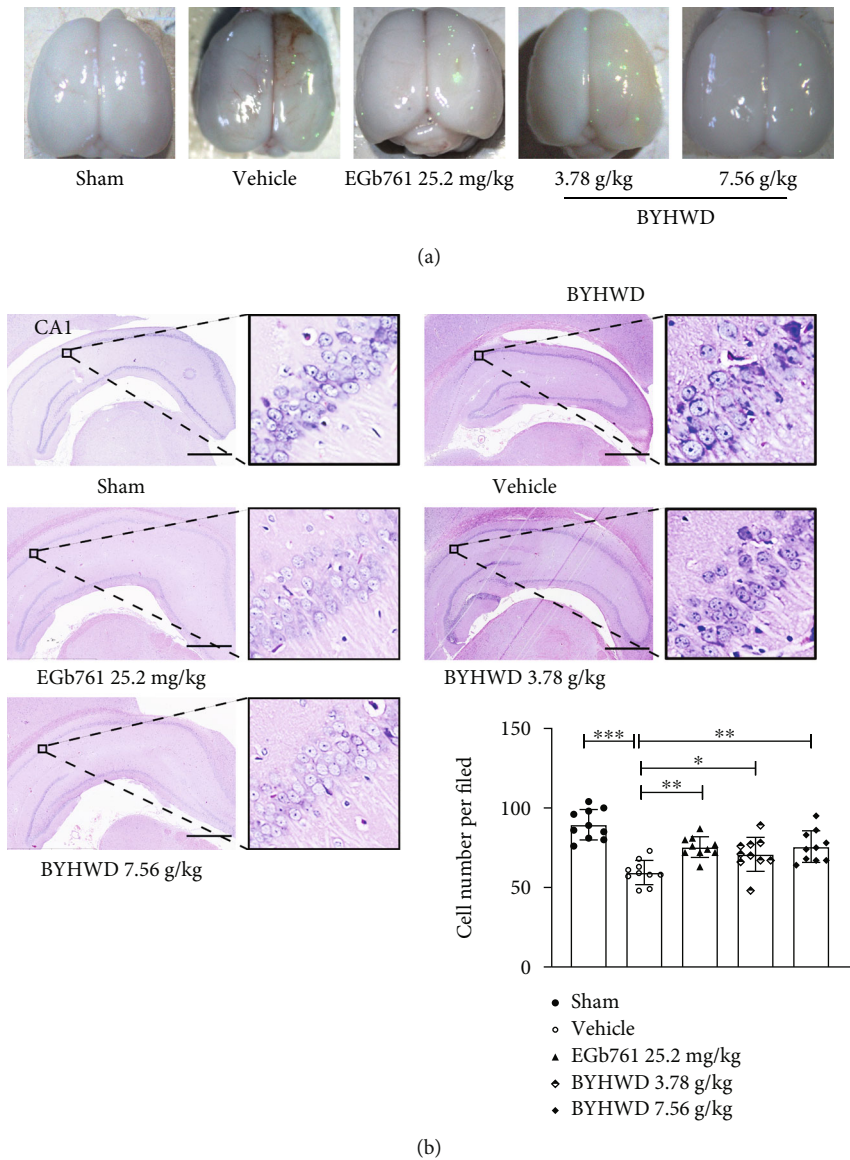 Sham
Vehicle
EGb761 25.2 mg/kg
3.78 g/kg
7.56 g/kg
BYHWD
(a)
BYHWD
CA1
Sham
Vehicle
EGb761 25.2 mg/kg
BYHWD 3.78 g/kg
BYHWD 7.56 g/kg
150
100
50
0
Cell number per filed
***
**
*
**
Sham
Vehicle
EGb761 25.2 mg/kg
BYHWD 3.78 g/kg
BYHWD 7.56 g/kg
(b)